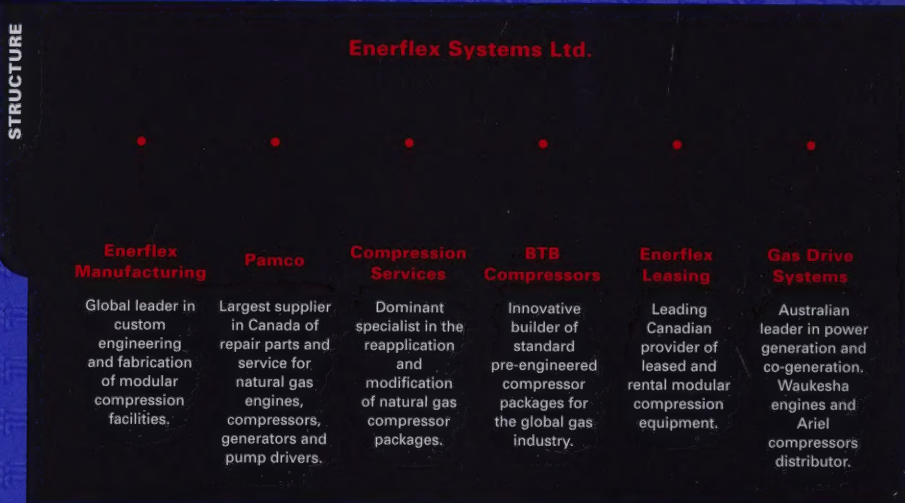 STRUCTURE
Enerflex Systems Ltd.
Enerflex
Manufacturing
Global leader in
custom
engineering
and fabrication
of modular
compression
facilities.
Pamco
Largest supplier
in Canada of
repair parts and
service for
natural gas
engines,
compressors,
generators and
pump drivers.
Compression
Services
Dominant
specialist in the
reapplication
and
modification
of natural gas
compressor
packages.
BTB
Compressors
Innovative
builder of
standard
pre-engineered
compressor
packages for
the global gas
industry.
Enerflex
Leasing
Leading
Canadian
provider of
leased and
rental modular
compression
equipment.
Gas Drive
Systems
Australian
leader in power
generation and
co-generation.
Waukesha
engines and
Ariel
compressors
distributor.